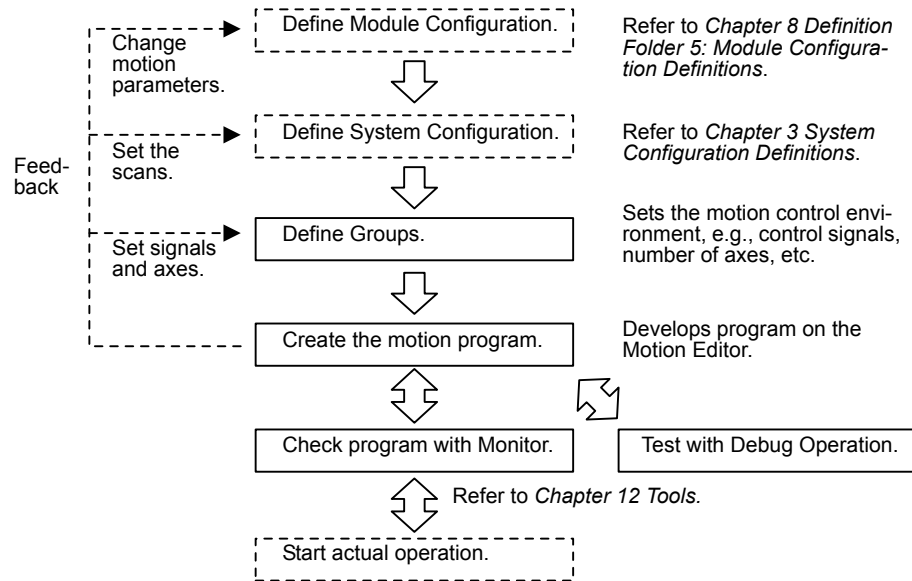 Define Module Configuration.
Refer to Chapter 8 Definition
Folder 5: Module Configura-
tion Definitions.
Change
motion
parameters.
Define System Configuration.
Refer to Chapter 3 System
Configuration Definitions.
Set the
scans.
Feed-
back
Define Groups.
Sets the motion control envi-
ronment, e.g., control signals,
number of axes, etc.
Set signals
and axes.
Create the motion program.
Develops program on the
Motion Editor.
Check program with Monitor.
Test with Debug Operation.
Refer to Chapter 12 Tools.
Start actual operation.